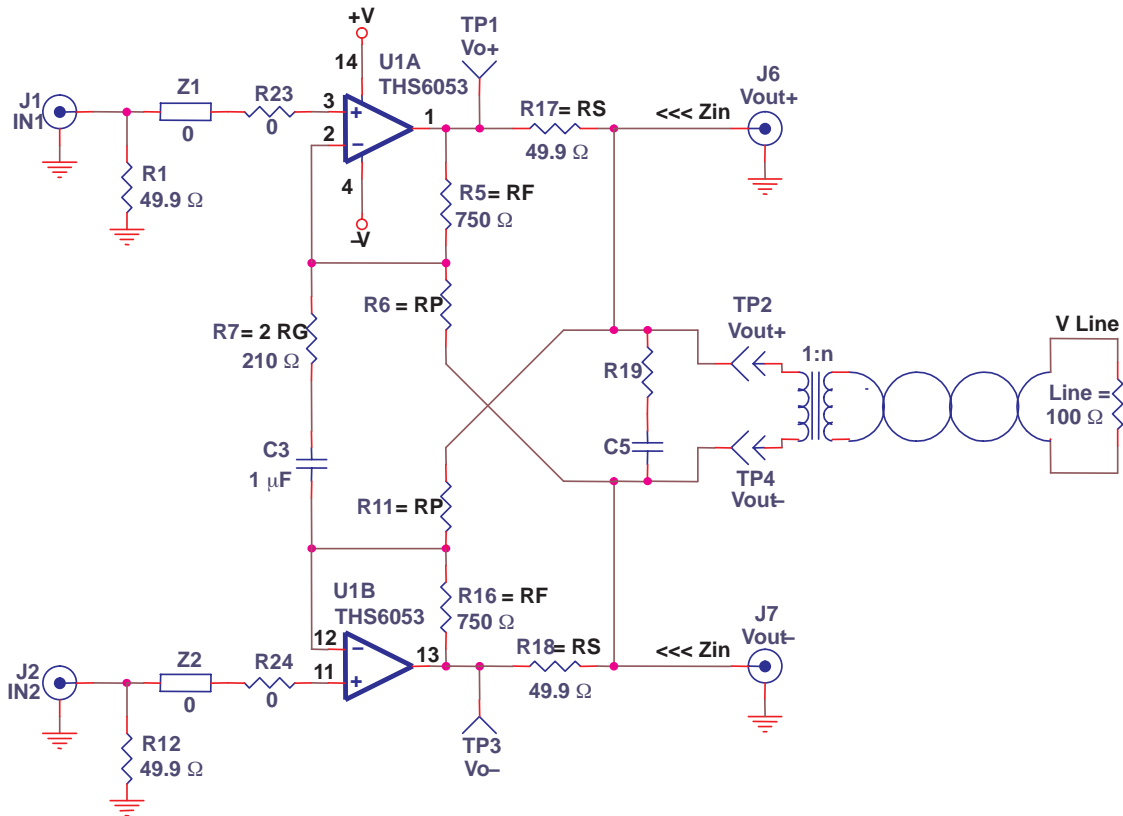 +V
TP1
Vo+
J6
Vout+
14
U1A
THS6053
J1
IN1
Z1
0
R23
0
3
2
+
−
1
4
R17= RS
49.9 Ω
<<< Zin
R1
49.9 Ω
R5= RF
750 Ω
–V
R6= RP
R7= 2 RG
210 Ω
TP2
Vout+
V Line
1:n
R19
Line =
100 Ω
C3
1 μF
C5
TP4
Vout–
R11= RP
U1B
THS6053
R16= RF
750 Ω
J7
Vout–
12
11
−
+
13
R18= RS
49.9 Ω
<<< Zin
J2
IN2
Z2
0
R24
0
R12
49.9 Ω
TP3
Vo–